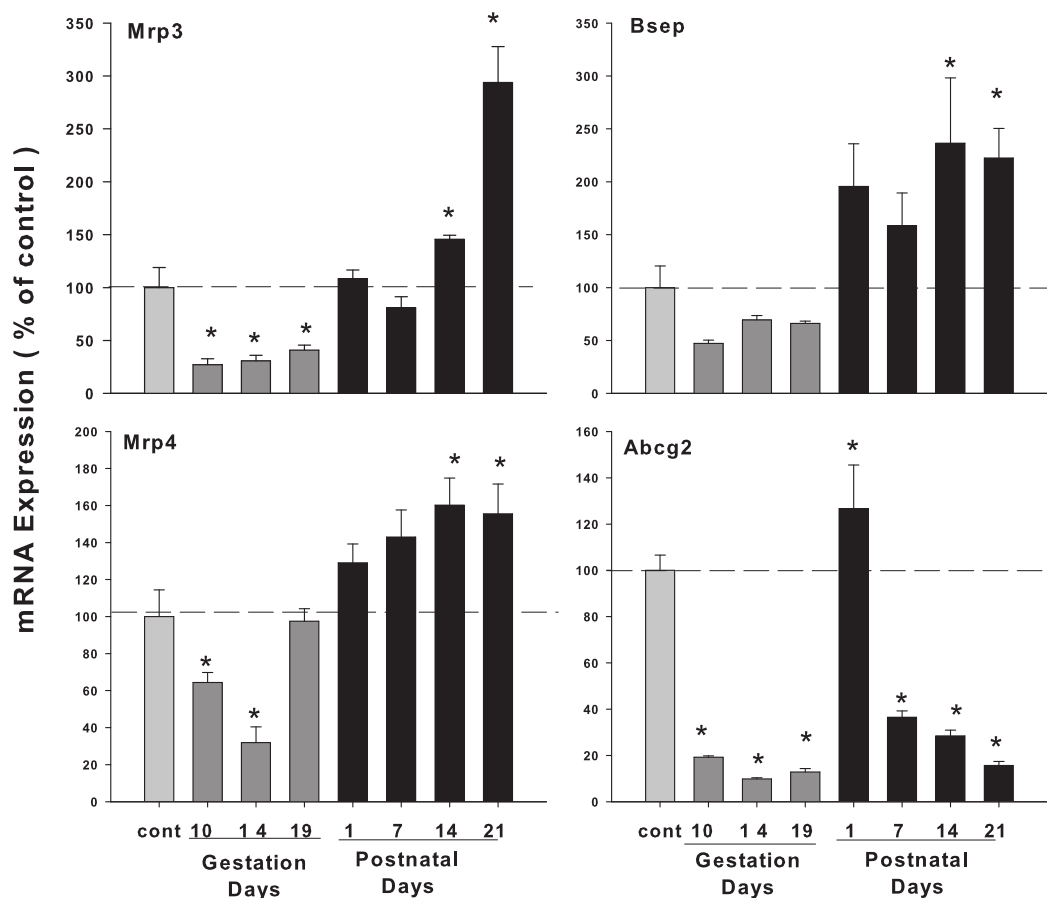 mRNA Expression ( % of control)
Mrp3
*
350
300
250
200
150
100
50
0
* * * *
Bsep
* *
350
300
250
200
150
100
50
0
Mrp4
200
180
160
140
120
100
80
60
40
20
0
* * * *
cont 10 1 4 19 1 7 14 21
Gestation Postnatal
Days Days
Abcg2
160
140
120
100
80
60
40
20
0
* * * * * * *
cont 10 1 4 19 1 7 14 21
Gestation Postnatal
Days Days